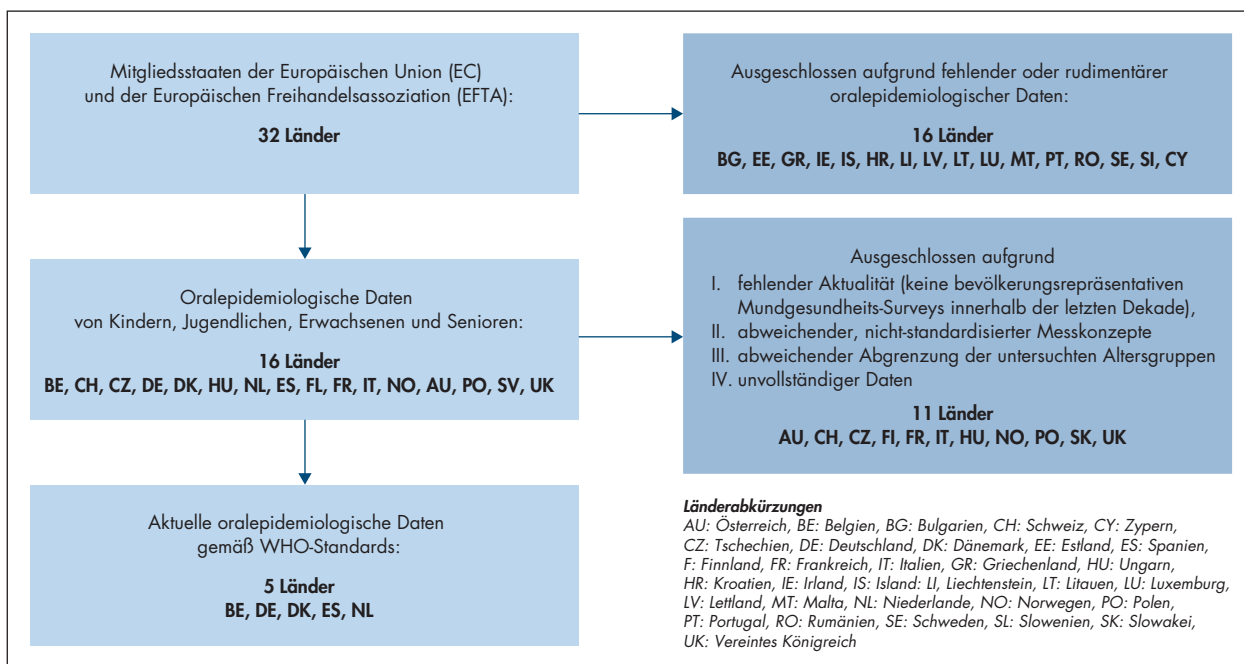 Mitgliedsstaaten der Europäischen Union (EC)
und der Europäischen Freihandelsassoziation (EFTA):
32 Länder
Ausgeschlossen aufgrund fehlender oder rudimentärer
oralepidemiologischer Daten:
16 Länder
BG, EE, GR, IE, IS, HR, LI, LV, LT, LU, MT, PT, RO, SE, SI, CY
Oralepidemiologische Daten
von Kindern, Jugendlichen, Erwachsenen und Senioren:
16 Länder
BE, CH, CZ, DE, DK, HU, NL, ES, FL, FR, IT, NO, AU, PO, SV, UK
Ausgeschlossen aufgrund
I. fehlender Aktualität (keine bevölkerungsrepräsentativen
Mundgesundheits-Surveys innerhalb der letzten Dekade),
II. abweichender, nicht-standardisierter Messkonzepte
III. abweichender Abgrenzung der untersuchten Altersgruppen
IV. unvollständiger Daten
11 Länder
AU, CH, CZ, FI, FR, IT, HU, NO, PO, SK, UK
Aktuelle oralepidemiologische Daten
gemäß WHO-Standards:
5 Länder
BE, DE, DK, ES, NL
Länderabkürzungen
AU: Österreich, BE: Belgien, BG: Bulgarien, CH: Schweiz, CY: Zypern,
CZ: Tschechien, DE: Deutschland, DK: Dänemark, EE: Estland, ES: Spanien,
F: Finnland, FR: Frankreich, IT: Italien, GR: Griechenland, HU: Ungarn,
HR: Kroatien, IE: Irland, IS: Island: LI, Liechtenstein, LT: Litauen, LU: Luxemburg,
LV: Lettland, MT: Malta, NL: Niederlande, NO: Norwegen, PO: Polen,
PT: Portugal, RO: Rumänien, SE: Schweden, SL: Slowenien, SK: Slowakei,
UK: Vereintes Königreich